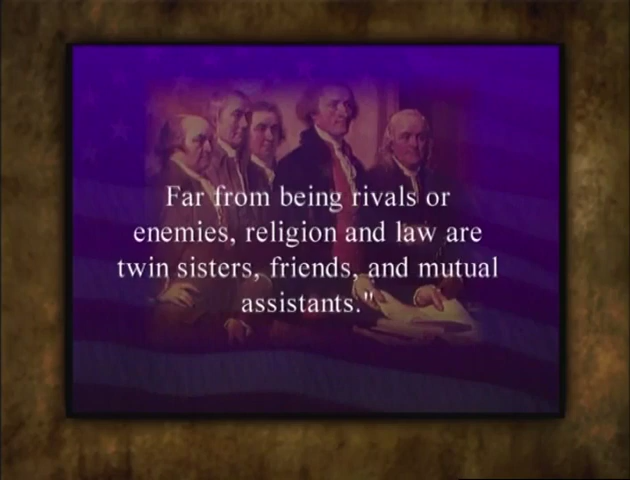 Far from being rivals or
enemies, religion and law are
twin sisters, friends, and mutual
assistants."